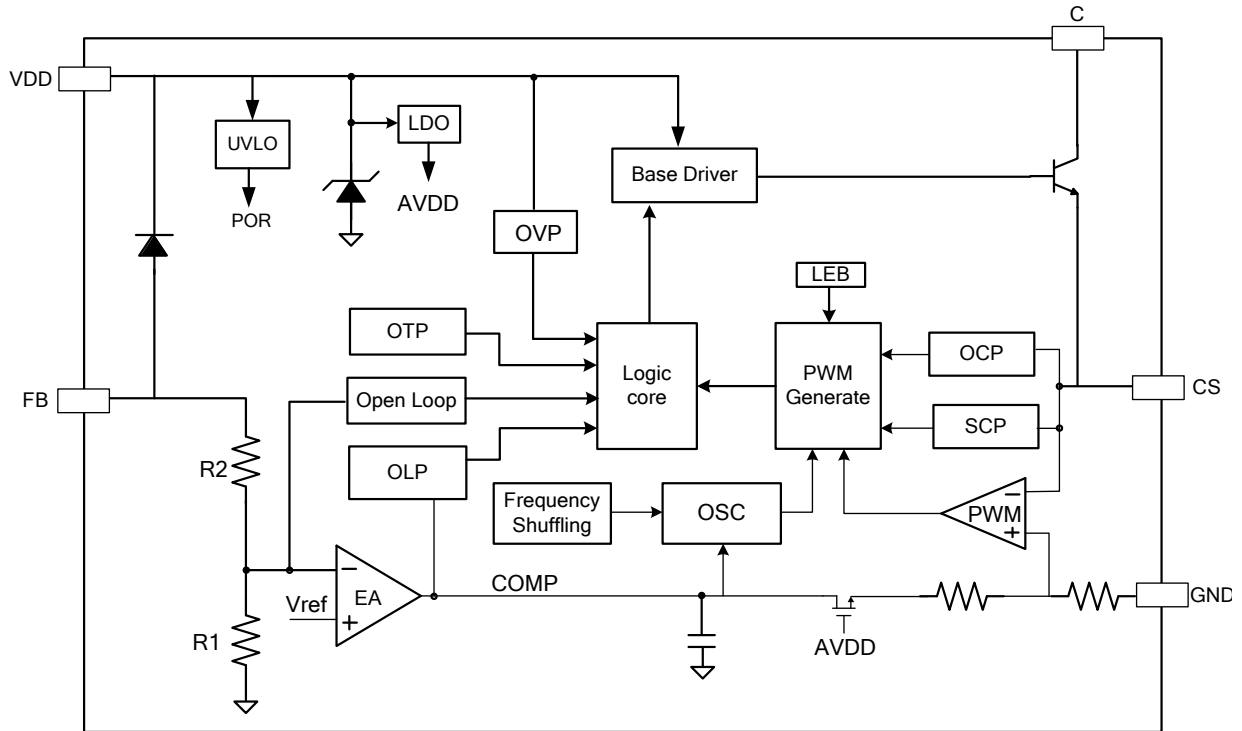 C
VDD
UVLO
LDO
Base Driver
POR
AVDD
OVP
LEB
OTP
Logic
core
PWM
Generate
OCP
FB
Open Loop
CS
SCP
R2
OLP
Frequency
Shuffling
OSC
−
PWM
+
−
EA
COMP
Vref
+
GND
R1
AVDD